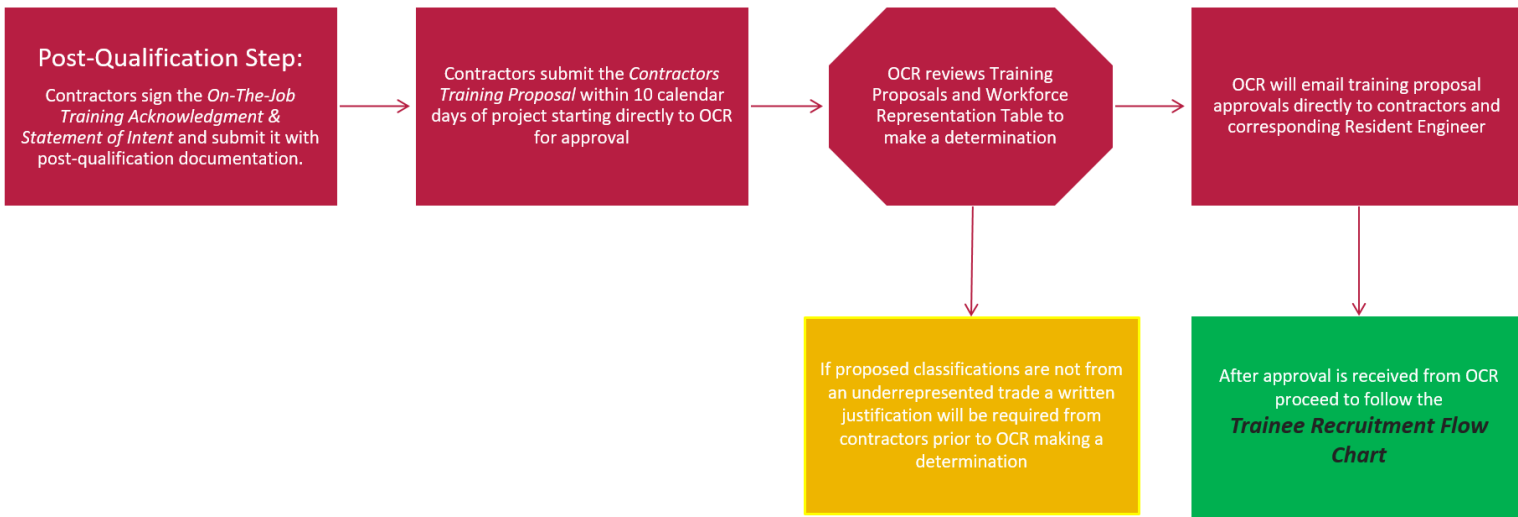 Post-Qualification Step:
Contractors sign the On-The-Job
Training Acknowledgment &
Statement of Intent and submit it with
post-qualification documentation.
Contractors submit the Contractors
Training Proposal within 10 calendar
days of project starting directly to OCR
for approval
OCR reviews Training
Proposals and Workforce
Representation Table to
make a determination
OCR will email training proposal
approvals directly to contractors and
corresponding Resident Engineer
If proposed classifications are not from
an underrepresented trade a written
justification will be required from
contractors prior to OCR making a
determination
After approval is received from OCR
proceed to follow the
Trainee Recruitment Flow
Chart